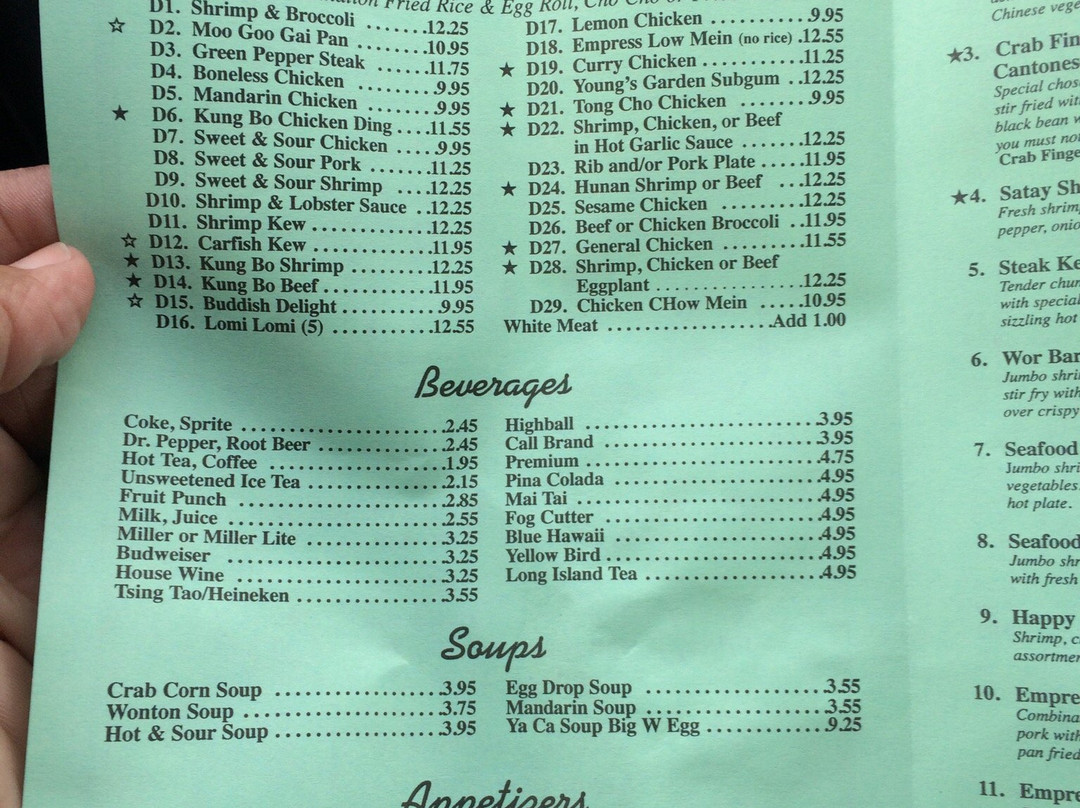 Fried Rice & Egg Roll, Cho Cho or
D1. Shrimp & Broccoli .......12.25
☆ D2. Moo Goo Gai Pan .......10.95
D3. Green Pepper Steak ......11.75
D4. Boneless Chicken ........9.95
D5. Mandarin Chicken ........9.95
★ D6. Kung Bo Chicken Ding ....11.55
D7. Sweet & Sour Chicken ....9.95
D8. Sweet & Sour Pork .......11.25
D9. Sweet & Sour Shrimp ....12.25
D10. Shrimp & Lobster Sauce ..12.25
D11. Shrimp Kew ............12.25
☆ D12. Carfish Kew ............11.95
★ D13. Kung Bo Shrimp ........12.25
★ D14. Kung Bo Beef ...........11.95
☆ D15. Buddish Delight .........9.95
D16. Lomi Lomi (5) ..........12.55
D17. Lemon Chicken .........9.95
D18. Empress Low Mein (no rice) .12.55
★ D19. Curry Chicken ..........11.25
D20. Young's Garden Subgum ..12.25
★ D21. Tong Cho Chicken ........9.95
★ D22. Shrimp, Chicken, or Beef
in Hot Garlic Sauce .......12.25
D23. Rib and/or Pork Plate .....11.95
★ D24. Hunan Shrimp or Beef ...12.25
D25. Sesame Chicken .........12.25
D26. Beef or Chicken Broccoli ..11.95
★ D27. General Chicken .........11.55
★ D28. Shrimp, Chicken or Beef
Eggplant ................12.25
D29. Chicken CHow Mein .....10.95
White Meat ...................Add 1.00
Beverages
Coke, Sprite ......................2.45
Dr. Pepper, Root Beer .............2.45
Hot Tea, Coffee ...................1.95
Unsweetened Ice Tea ...............2.15
Fruit Punch .......................2.85
Milk, Juice .......................2.55
Miller or Miller Lite ..............3.25
Budweiser ........................3.25
House Wine .......................3.25
Tsing Tao/Heineken ...............3.55
Highball ..........................3.95
Call Brand ........................3.95
Premium ..........................4.75
Pina Colada .......................4.95
Mai Tai ...........................4.95
Fog Cutter ........................4.95
Blue Hawaii .......................4.95
Yellow Bird ........................4.95
Long Island Tea ...................4.95
Soups
Crab Corn Soup ..................3.95
Wonton Soup .....................3.75
Hot & Sour Soup .................3.95
Egg Drop Soup ..................3.55
Mandarin Soup ..................3.55
Ya Ca Soup Big W Egg ............9.25
Appetizers
Chinese vege
★3. Crab Fin
Cantones
Special chos
stir fried with
black bean w
you must no
Crab Finge
★4. Satay Sh
Fresh shrim
pepper, onio
5. Steak Ke
Tender chun
with special
sizzling hot
6. Wor Bar
Jumbo shri
stir fry with
over crispy
7. Seafood
Jumbo shri
vegetables
hot plate.
8. Seafood
Jumbo shr
with fresh
9. Happy
Shrimp, c
assortmen
10. Empre
Combina
pork with
pan fried
11. Empre